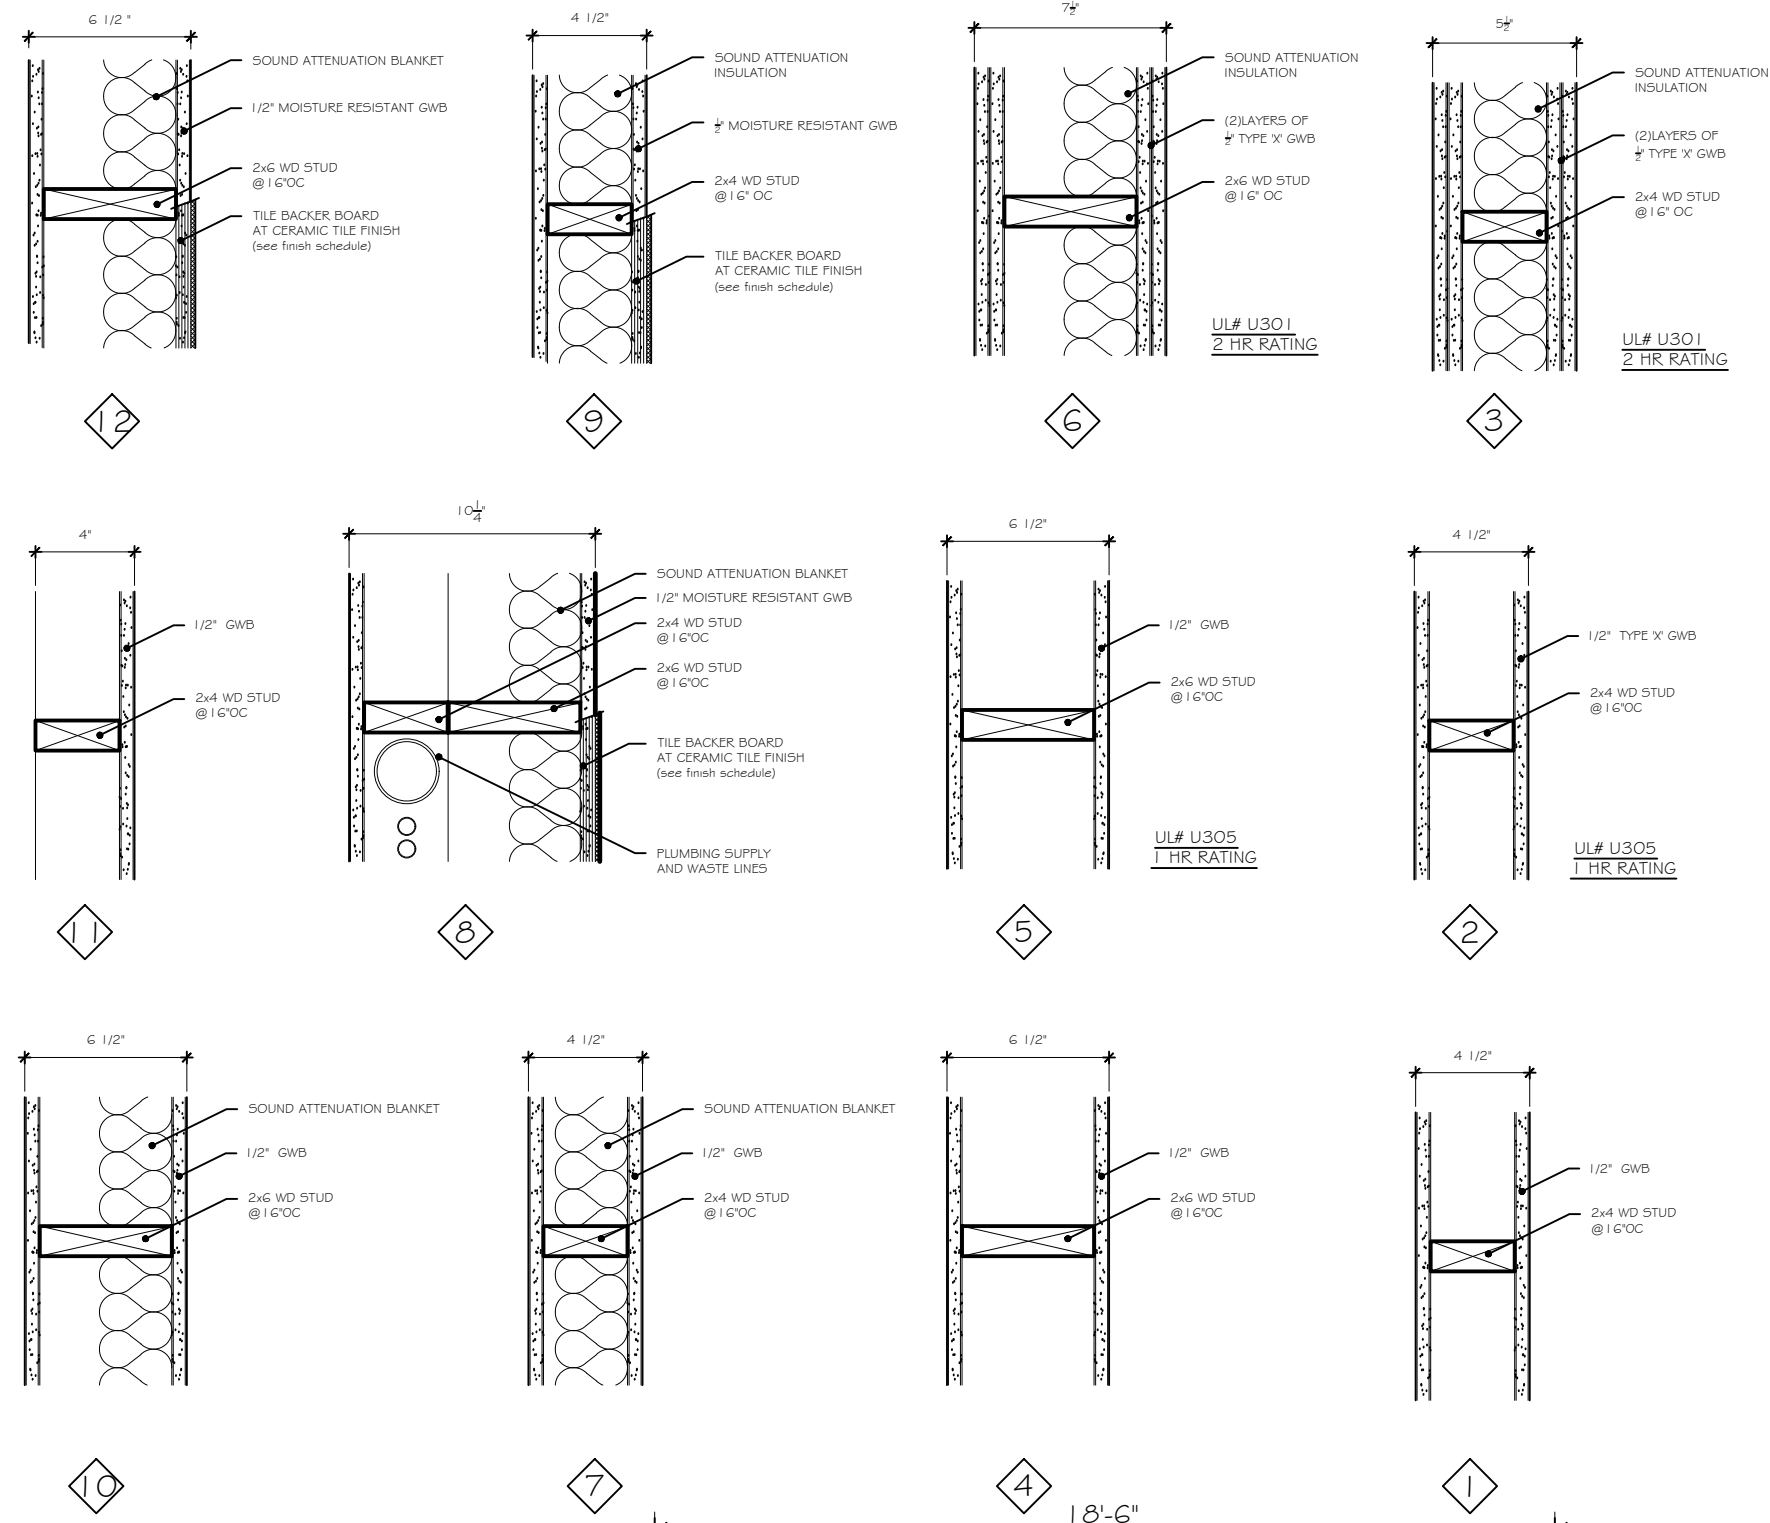 6 1/2 "
SOUND ATTENUATION BLANKET
1/2" MOISTURE RESISTANT GWB
2x6 WD STUD
@16"OC
TILE BACKER BOARD
AT CERAMIC TILE FINISH
(see finish schedule)
12
4 1/2"
SOUND ATTENUATION
INSULATION
½" MOISTURE RESISTANT GWB
2x4 WD STUD
@16" OC
TILE BACKER BOARD
AT CERAMIC TILE FINISH
(see finish schedule)
9
7½"
SOUND ATTENUATION
INSULATION
(2)LAYERS OF
½" TYPE 'X' GWB
2x6 WD STUD
@16" OC
UL# U301
2 HR RATING
6
5½"
SOUND ATTENUATION
INSULATION
(2)LAYERS OF
½" TYPE 'X' GWB
2x4 WD STUD
@16" OC
UL# U301
2 HR RATING
3
4"
1/2" GWB
2x4 WD STUD
@16"OC
11
10¼"
SOUND ATTENUATION BLANKET
1/2" MOISTURE RESISTANT GWB
2x4 WD STUD
@16"OC
2x6 WD STUD
@16"OC
TILE BACKER BOARD
AT CERAMIC TILE FINISH
(see finish schedule)
PLUMBING SUPPLY
AND WASTE LINES
8
6 1/2"
1/2" GWB
2x6 WD STUD
@16"OC
UL# U305
1 HR RATING
5
4 1/2"
1/2" TYPE 'X' GWB
2x4 WD STUD
@16"OC
UL# U305
1 HR RATING
2
6 1/2"
SOUND ATTENUATION BLANKET
1/2" GWB
2x6 WD STUD
@16"OC
10
4 1/2"
SOUND ATTENUATION BLANKET
1/2" GWB
2x4 WD STUD
@16"OC
7
6 1/2"
1/2" GWB
2x6 WD STUD
@16"OC
4
4 1/2"
1/2" GWB
2x4 WD STUD
@16"OC
1
18'-6"